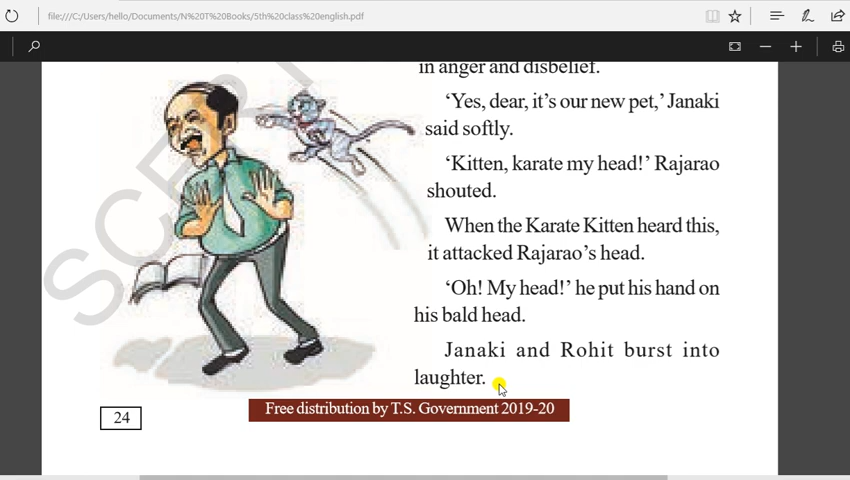 file:///C:/Users/hello/Documents/N%20T%20Books/5th%20class%20english.pdf
in anger and disbelief.
‘Yes, dear, it’s our new pet,’ Janaki
said softly.
‘Kitten, karate my head!’ Rajarao
shouted.
When the Karate Kitten heard this,
it attacked Rajarao’s head.
‘Oh! My head!’ he put his hand on
his bald head.
Janaki and Rohit burst into
laughter.
SCERT
24
Free distribution by T.S. Government 2019-20